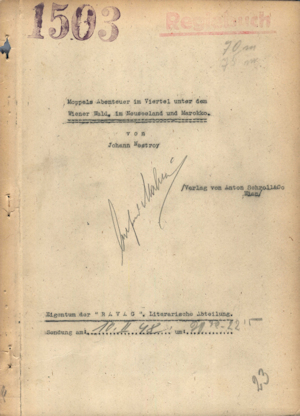 1503
Regiebuch
Moppels Abenteuer im Viertel unter dem
Wiener Wald, in Neuseeland und Marokko.
von
Johann Nestroy
/Verlag von Anton Schroll&Co
Wien/
Eigentum der "RAVAG", Literarische Abteilung.
Sendung am: um
23